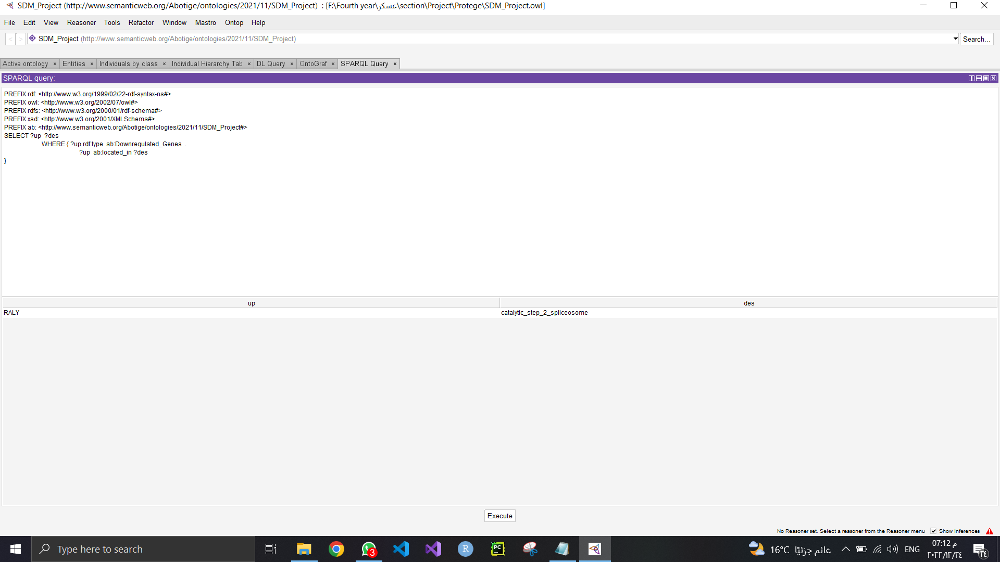 SDM_Project (http://www.semanticweb.org/Abotige/ontologies/2021/11/SDM_Project) : [F:\Fourth year\عسكر\section\Project\Protege\SDM_Project.owl]
File Edit View Reasoner Tools Refactor Window Mastro Ontop Help
< > SDM_Project (http://www.semanticweb.org/Abotige/ontologies/2021/11/SDM_Project) Search...
Active ontology × Entities × Individuals by class × Individual Hierarchy Tab × DL Query × OntoGraf × SPARQL Query ×
SPARQL query:
PREFIX rdf: <http://www.w3.org/1999/02/22-rdf-syntax-ns#>
PREFIX owl: <http://www.w3.org/2002/07/owl#>
PREFIX rdfs: <http://www.w3.org/2000/01/rdf-schema#>
PREFIX xsd: <http://www.w3.org/2001/XMLSchema#>
PREFIX ab: <http://www.semanticweb.org/Abotige/ontologies/2021/11/SDM_Project#>
SELECT ?up ?des
WHERE { ?up rdf:type ab:Downregulated_Genes .
?up ab:located_in ?des
}
up des
RALY catalytic_step_2_spliceosome
Execute
No Reasoner set. Select a reasoner from the Reasoner menu Show Inferences
Type here to search 3 R PC 16°C غائم جزئيًا ENG 07:12 م ٢٤
٢٠٢٢/١٢/٢٤